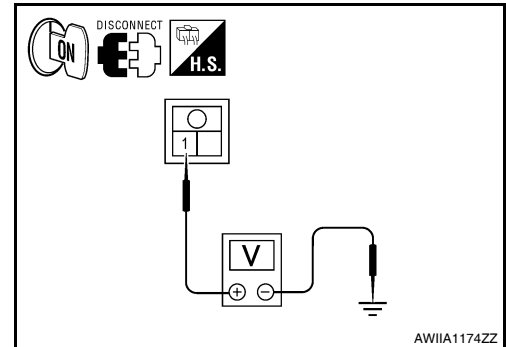 DISCONNECT
ON
H.S.
1
V
+ −
AWIIA1174ZZ